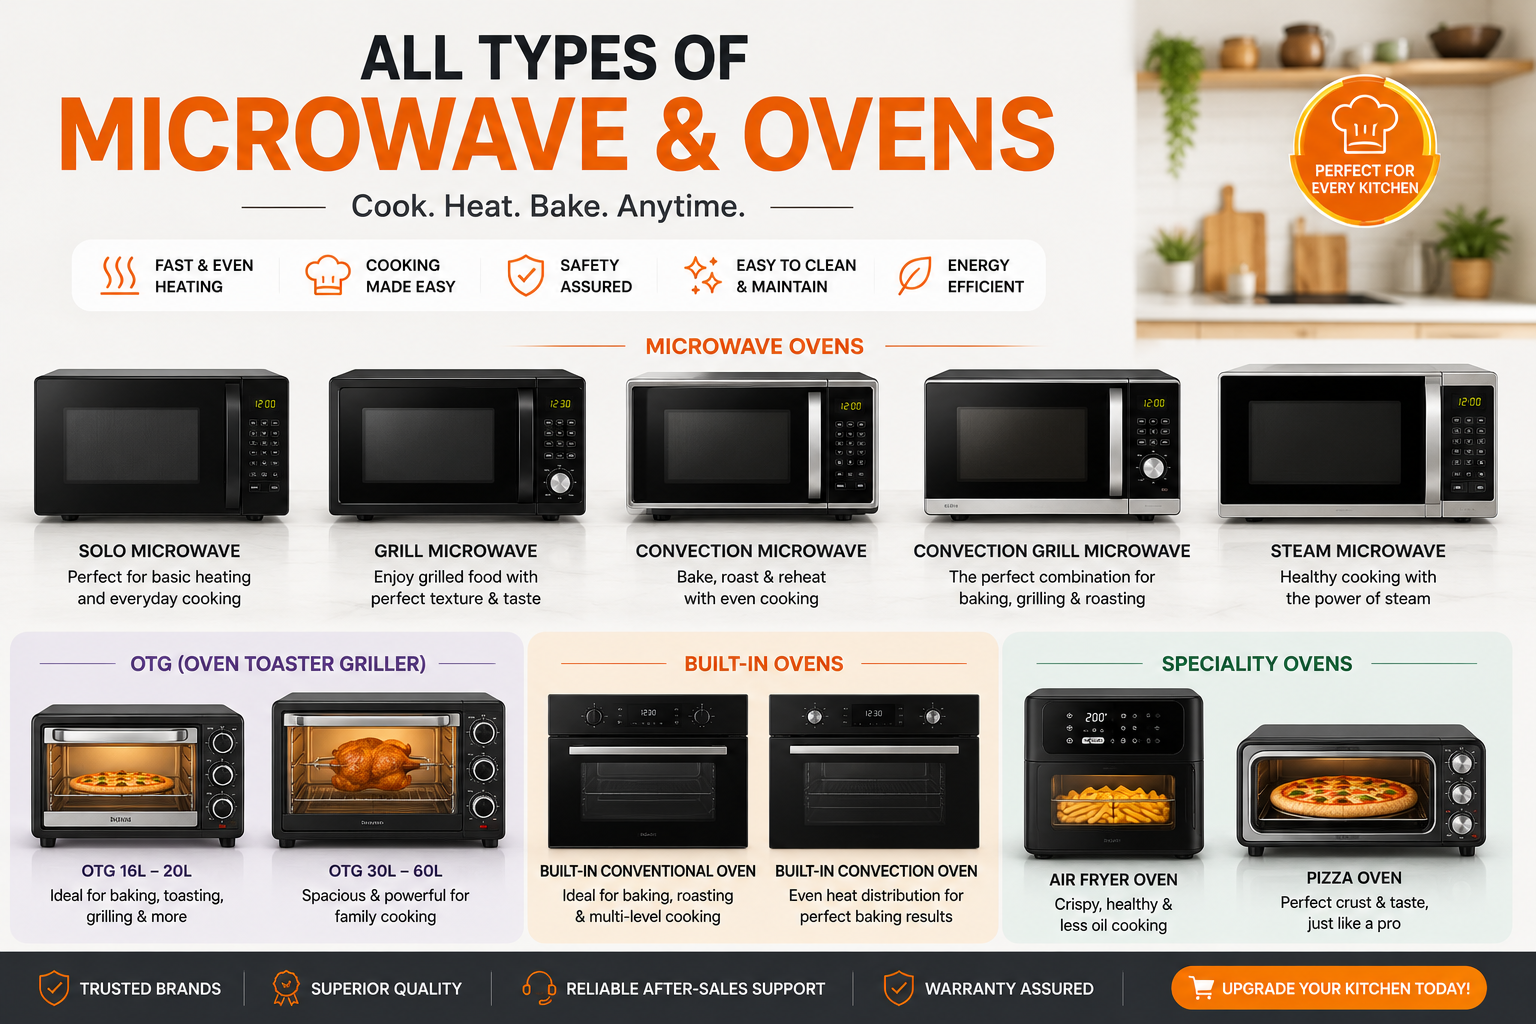 ALL TYPES OF
MICROWAVE & OVENS
Cook. Heat. Bake. Anytime.
PERFECT FOR
EVERY KITCHEN
FAST & EVEN
HEATING
COOKING
MADE EASY
SAFETY
ASSURED
EASY TO CLEAN
& MAINTAIN
ENERGY
EFFICIENT
MICROWAVE OVENS
12:00
12:30
12:00
12:00
12:00
SOLO MICROWAVE
Perfect for basic heating
and everyday cooking
GRILL MICROWAVE
Enjoy grilled food with
perfect texture & taste
CONVECTION MICROWAVE
Bake, roast & reheat
with even cooking
CONVECTION GRILL MICROWAVE
The perfect combination for
baking, grilling & roasting
STEAM MICROWAVE
Healthy cooking with
the power of steam
OTG (OVEN TOASTER GRILLER)
OTG 16L – 20L
Ideal for baking, toasting,
grilling & more
OTG 30L – 60L
Spacious & powerful for
family cooking
BUILT-IN OVENS
12:30
12:30
BUILT-IN CONVENTIONAL OVEN
Ideal for baking, roasting
& multi-level cooking
BUILT-IN CONVECTION OVEN
Even heat distribution for
perfect baking results
SPECIALITY OVENS
200°
AIR FRYER OVEN
Crispy, healthy &
less oil cooking
PIZZA OVEN
Perfect crust & taste,
just like a pro
TRUSTED BRANDS
SUPERIOR QUALITY
RELIABLE AFTER-SALES SUPPORT
WARRANTY ASSURED
UPGRADE YOUR KITCHEN TODAY!